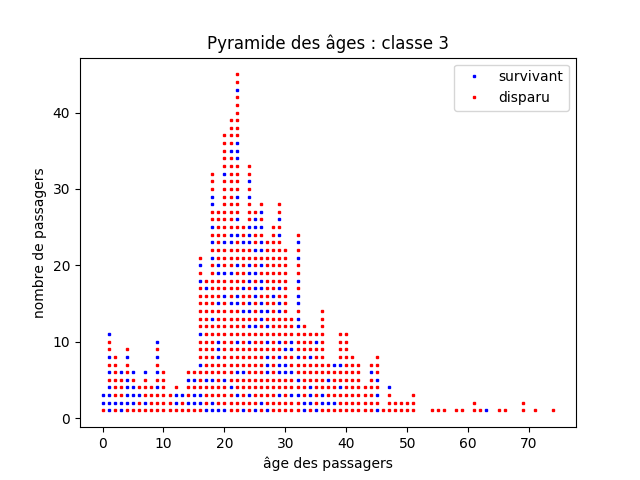 Pyramide des âges : classe 3
survivant
disparu
nombre de passagers
40
30
20
10
0
0 10 20 30 40 50 60 70
âge des passagers